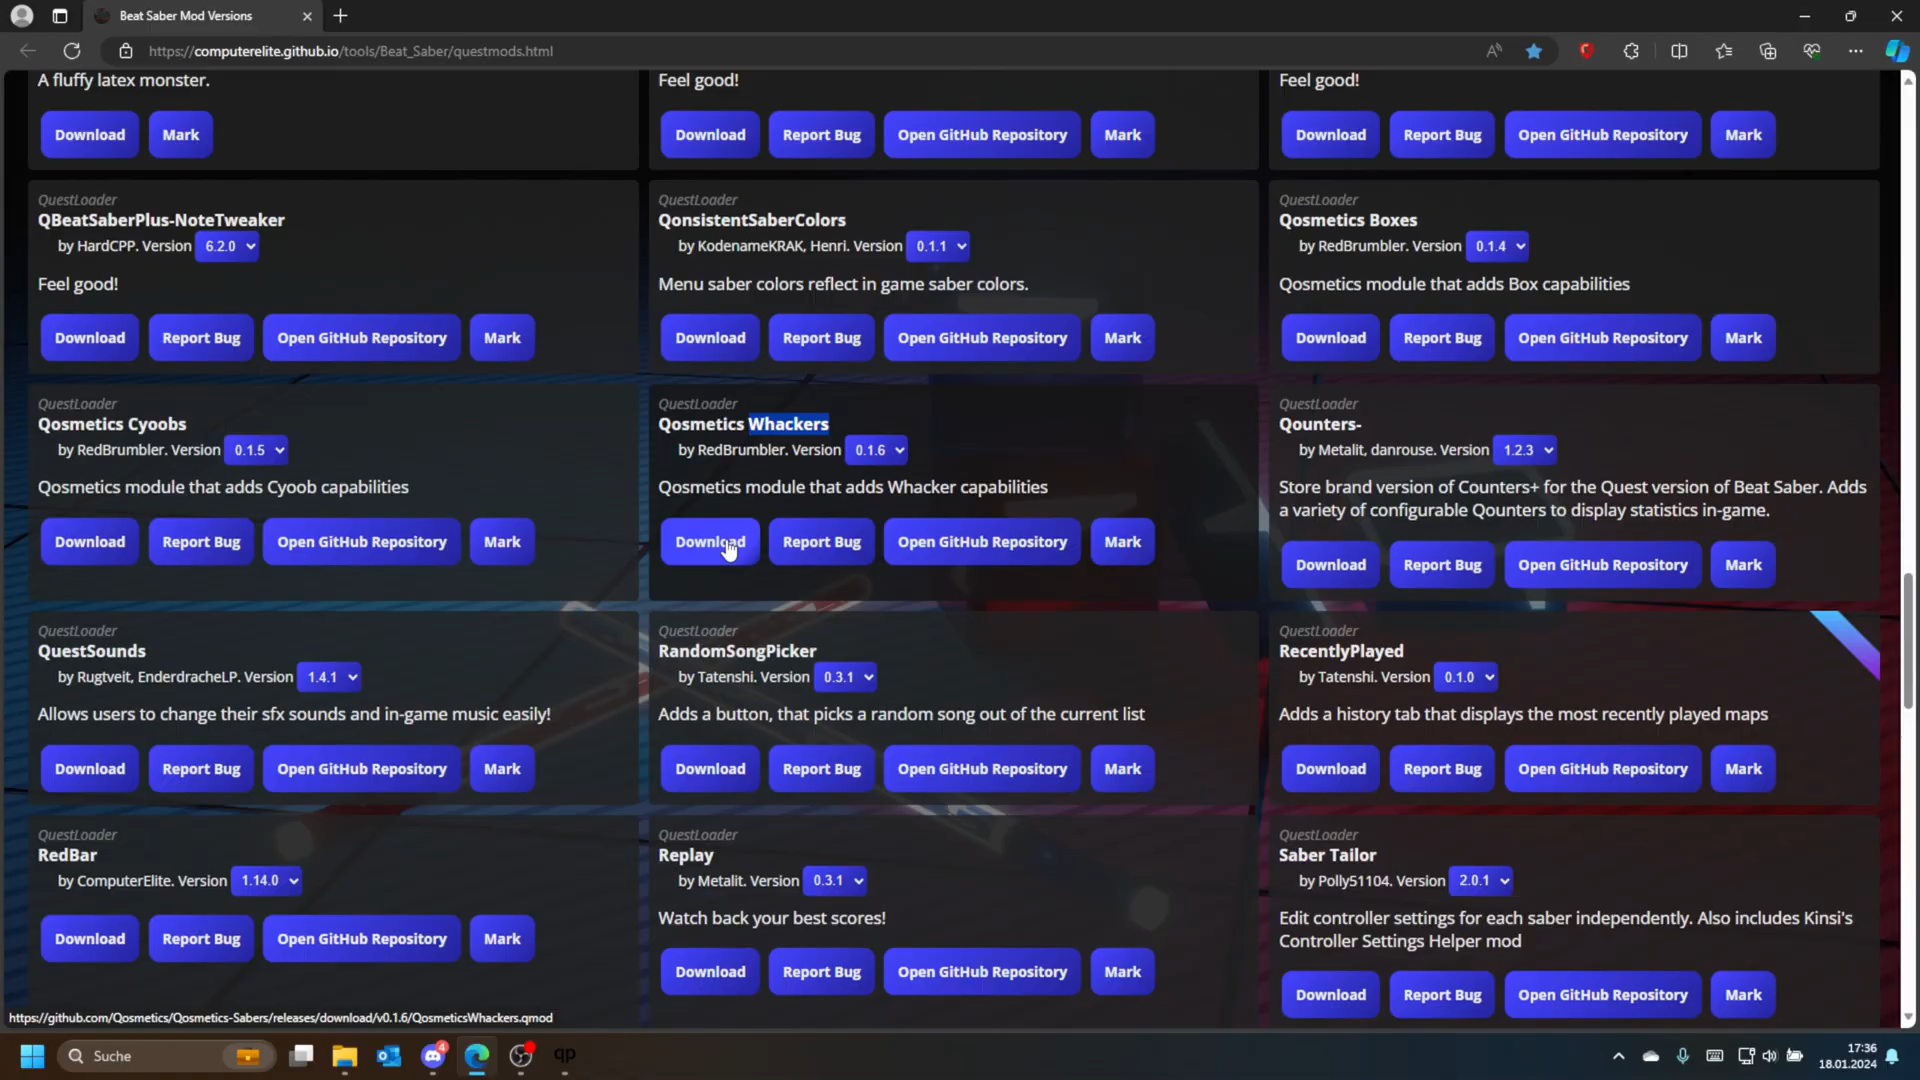 Beat Saber Mod Versions
https://computerelite.github.io/tools/Beat_Saber/questmods.html
A fluffy latex monster.
Download Mark
Feel good!
Download Report Bug Open GitHub Repository Mark
Feel good!
Download Report Bug Open GitHub Repository Mark
QuestLoader
QBeatSaberPlus-NoteTweaker
by HardCPP. Version 6.2.0
Feel good!
Download Report Bug Open GitHub Repository Mark
QuestLoader
QonsistentSaberColors
by KodenameKRAK, Henri. Version 0.1.1
Menu saber colors reflect in game saber colors.
Download Report Bug Open GitHub Repository Mark
QuestLoader
Qosmetics Boxes
by RedBrumbler. Version 0.1.4
Qosmetics module that adds Box capabilities
Download Report Bug Open GitHub Repository Mark
QuestLoader
Qosmetics Cyoobs
by RedBrumbler. Version 0.1.5
Qosmetics module that adds Cyoob capabilities
Download Report Bug Open GitHub Repository Mark
QuestLoader
Qosmetics Whackers
by RedBrumbler. Version 0.1.6
Qosmetics module that adds Whacker capabilities
Download Report Bug Open GitHub Repository Mark
QuestLoader
Qounters-
by Metalit, danrouse. Version 1.2.3
Store brand version of Counters+ for the Quest version of Beat Saber. Adds
a variety of configurable Qounters to display statistics in-game.
Download Report Bug Open GitHub Repository Mark
QuestLoader
QuestSounds
by Rugtveit, EnderdracheLP. Version 1.4.1
Allows users to change their sfx sounds and in-game music easily!
Download Report Bug Open GitHub Repository Mark
QuestLoader
RandomSongPicker
by Tatenshi. Version 0.3.1
Adds a button, that picks a random song out of the current list
Download Report Bug Open GitHub Repository Mark
QuestLoader
RecentlyPlayed
by Tatenshi. Version 0.1.0
Adds a history tab that displays the most recently played maps
Download Report Bug Open GitHub Repository Mark
QuestLoader
RedBar
by ComputerElite. Version 1.14.0
Download Report Bug Open GitHub Repository Mark
QuestLoader
Replay
by Metalit. Version 0.3.1
Watch back your best scores!
Download Report Bug Open GitHub Repository Mark
QuestLoader
Saber Tailor
by Polly51104. Version 2.0.1
Edit controller settings for each saber independently. Also includes Kinsi's
Controller Settings Helper mod
Download Report Bug Open GitHub Repository Mark
https://github.com/Qosmetics/Qosmetics-Sabers/releases/download/v0.1.6/QosmeticsWhackers.qmod
Suche
4
qp
17:36
18.01.2024